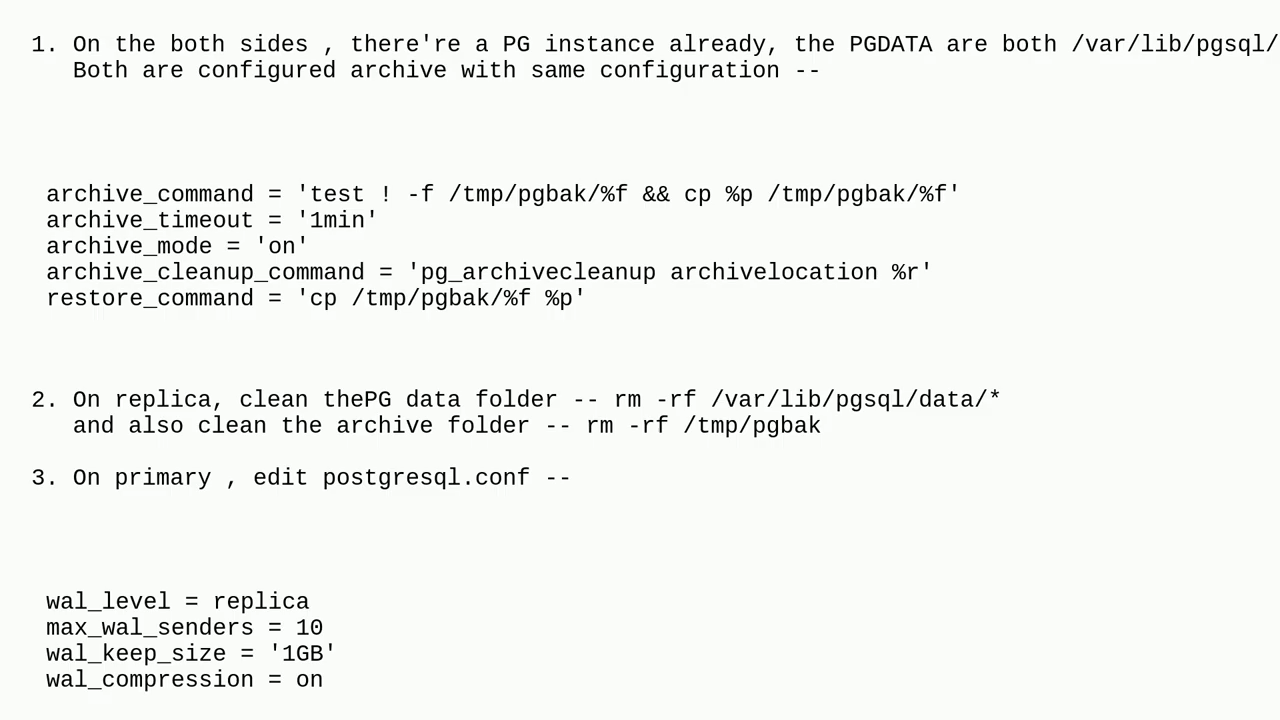 1. On the both sides , there're a PG instance already, the PGDATA are both /var/lib/pgsql/
Both are configured archive with same configuration --
archive_command = 'test ! -f /tmp/pgbak/%f && cp %p /tmp/pgbak/%f'
archive_timeout = '1min'
archive_mode = 'on'
archive_cleanup_command = 'pg_archivecleanup archivelocation %r'
restore_command = 'cp /tmp/pgbak/%f %p'
2. On replica, clean thePG data folder -- rm -rf /var/lib/pgsql/data/*
and also clean the archive folder -- rm -rf /tmp/pgbak
3. On primary , edit postgresql.conf --
wal_level = replica
max_wal_senders = 10
wal_keep_size = '1GB'
wal_compression = on